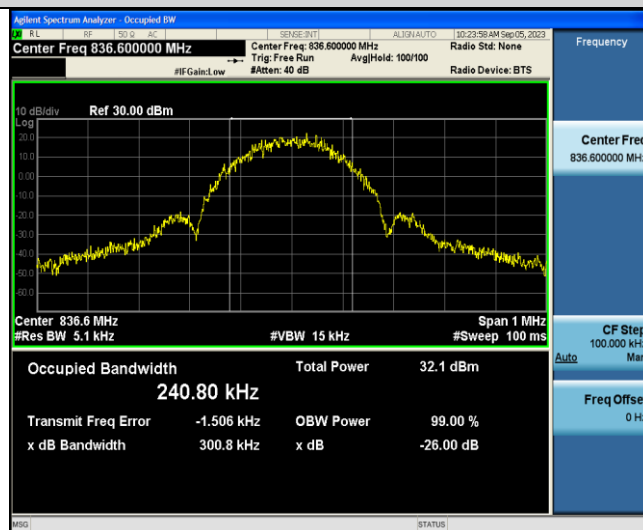 Agilent Spectrum Analyzer - Occupied BW
RL RF 50 Ω AC SENSE:INT ALIGN AUTO 10:23:58 AM Sep 05, 2023
Center Freq 836.600000 MHz Center Freq: 836.600000 MHz Radio Std: None Frequency
Trig: Free Run Avg|Hold: 100/100
#IFGain:Low #Atten: 40 dB Radio Device: BTS
10 dB/div Ref 30.00 dBm
Log
20.0
10.0
0.00
-10.0
-20.0
-30.0
-40.0
-50.0
-60.0
Center 836.6 MHz Span 1 MHz
#Res BW 5.1 kHz #VBW 15 kHz #Sweep 100 ms
Occupied Bandwidth Total Power 32.1 dBm
240.80 kHz
Transmit Freq Error -1.506 kHz OBW Power 99.00 %
x dB Bandwidth 300.8 kHz x dB -26.00 dB
Center Freq
836.600000 MHz
CF Step
100.000 kHz
Auto Man
Freq Offse
0 Hz
MSG STATUS